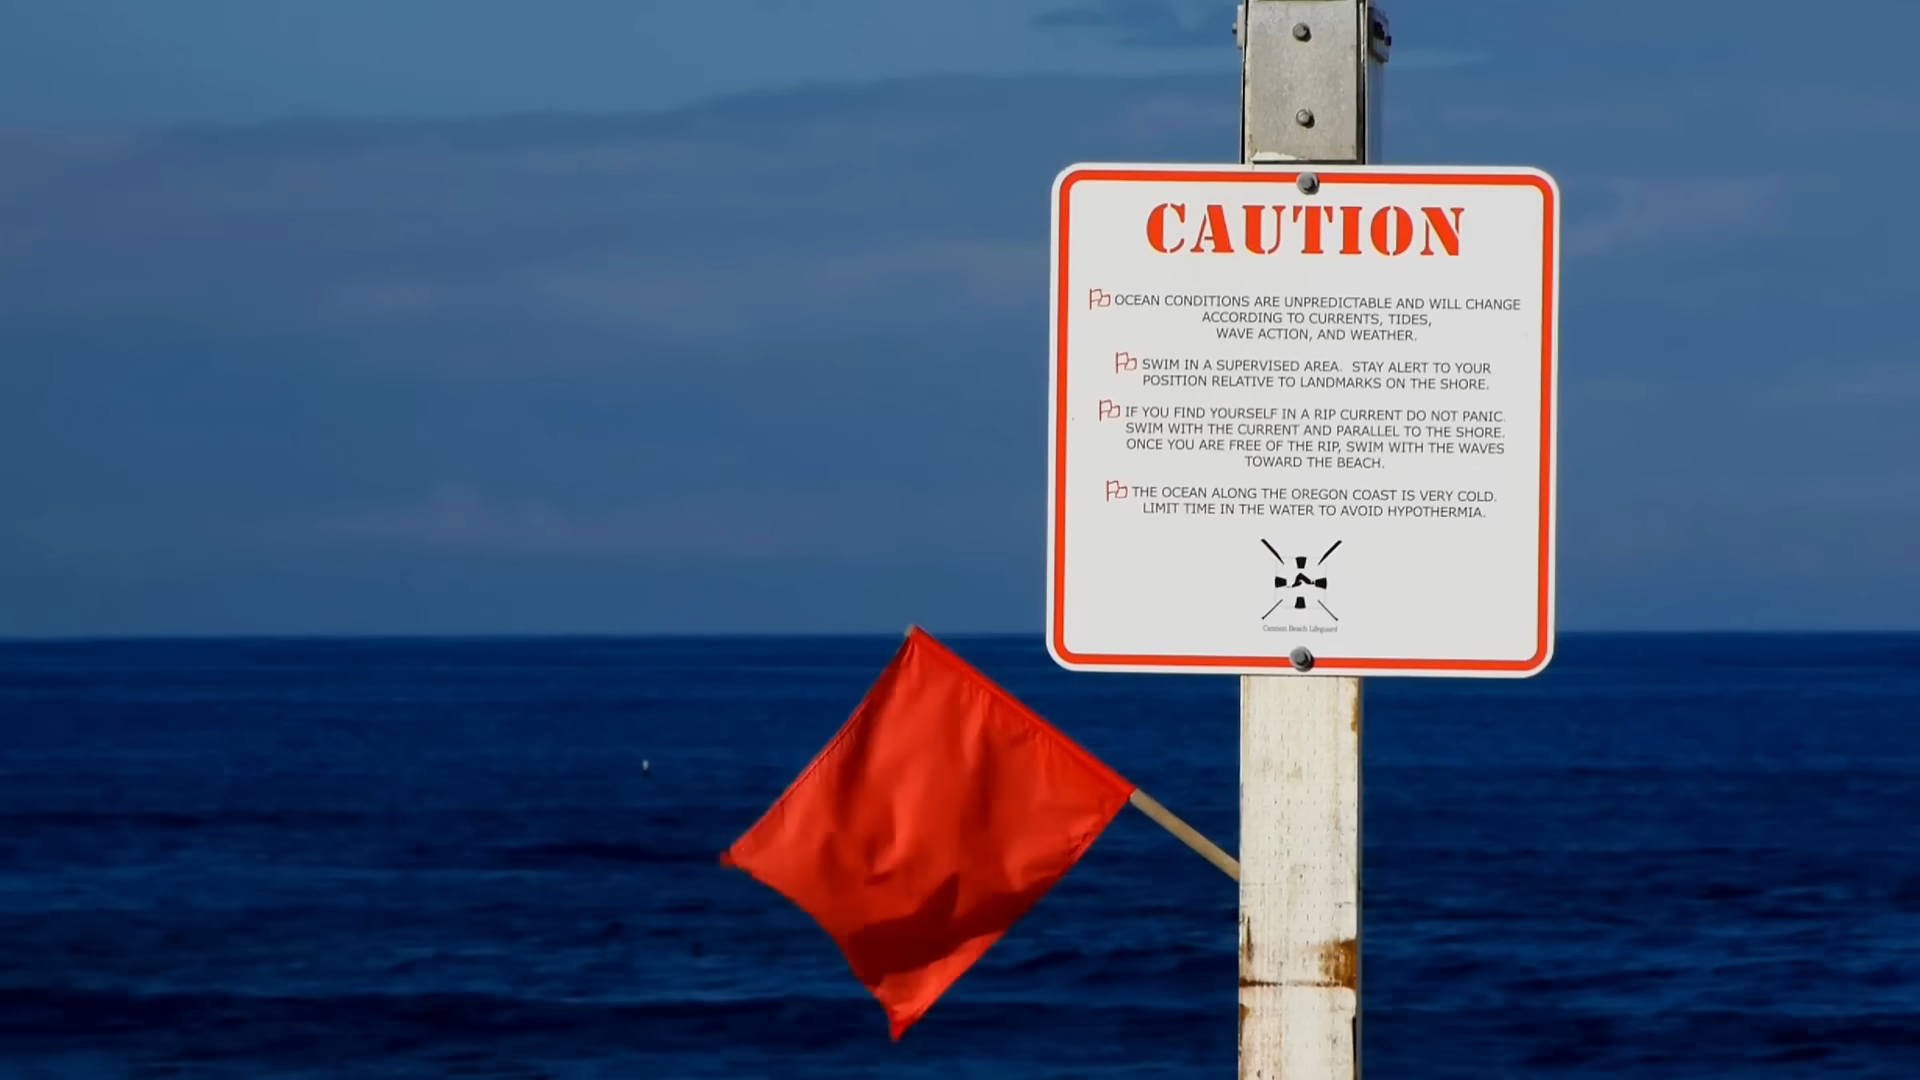 CAUTION
OCEAN CONDITIONS ARE UNPREDICTABLE AND WILL CHANGE
ACCORDING TO CURRENTS, TIDES,
WAVE ACTION, AND WEATHER.
SWIM IN A SUPERVISED AREA. STAY ALERT TO YOUR
POSITION RELATIVE TO LANDMARKS ON THE SHORE.
IF YOU FIND YOURSELF IN A RIP CURRENT DO NOT PANIC.
SWIM WITH THE CURRENT AND PARALLEL TO THE SHORE.
ONCE YOU ARE FREE OF THE RIP, SWIM WITH THE WAVES
TOWARD THE BEACH.
THE OCEAN ALONG THE OREGON COAST IS VERY COLD.
LIMIT TIME IN THE WATER TO AVOID HYPOTHERMIA.
Cannon Beach Lifeguard